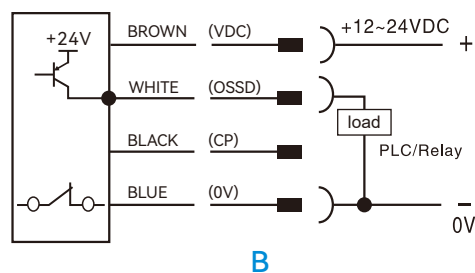 +24V
BROWN (VDC) +12~24VDC +
WHITE (OSSD)
load
BLACK (CP) PLC/Relay
BLUE (0V) −
0V
B